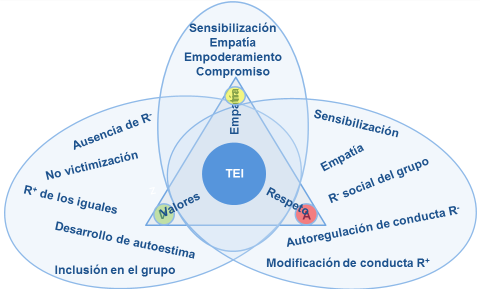 Sensibilización
Empatía
Empoderamiento
Compromiso
Empatía
Ausencia de R-
No victimización
R+ de los iguales
Desarrollo de autoestima
Inclusión en el grupo
Valores
TEI
Respeto
A
Sensibilización
Empatía
R- social del grupo
Autoregulación de conducta R-
Modificación de conducta R+